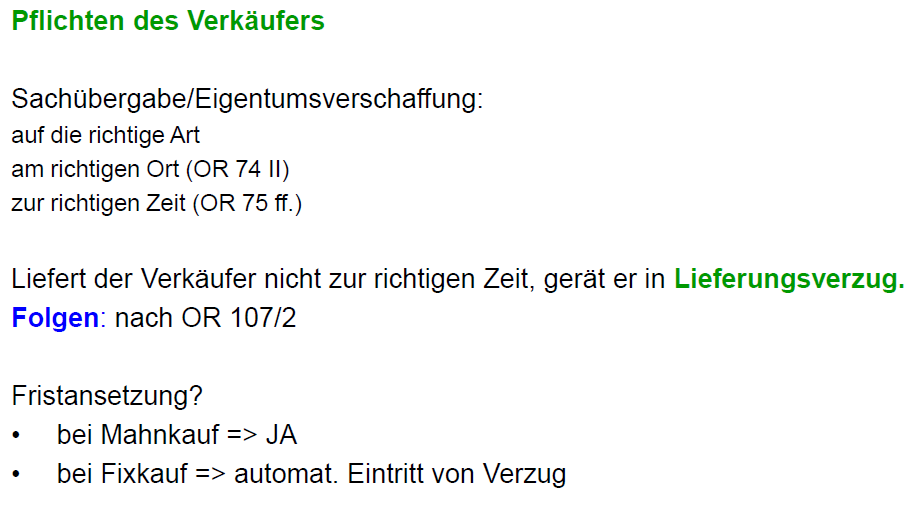 Pflichten des Verkäufers
Sachübergabe/Eigentumsverschaffung:
auf die richtige Art
am richtigen Ort (OR 74 II)
zur richtigen Zeit (OR 75 ff.)
Liefert der Verkäufer nicht zur richtigen Zeit, gerät er in Lieferungsverzug.
Folgen: nach OR 107/2
Fristansetzung?
• bei Mahnkauf => JA
• bei Fixkauf => automat. Eintritt von Verzug